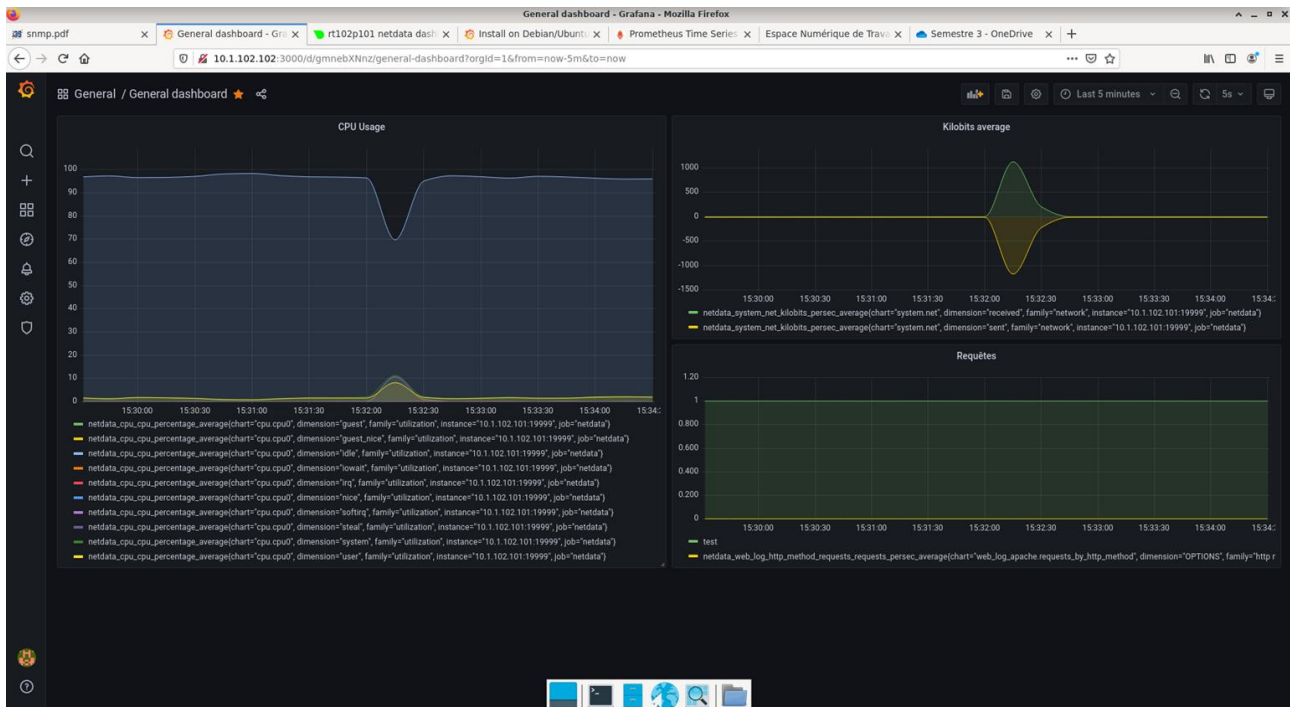 General dashboard - Grafana - Mozilla Firefox
snmp.pdf
General dashboard - Gra
rt102p101 netdata dash
Install on Debian/Ubuntu
Prometheus Time Series
Espace Numérique de Trava
Semestre 3 - OneDrive
10.1.102.102:3000/d/gmnebXNnz/general-dashboard?orgId=1&from=now-5m&to=now
General / General dashboard
Last 5 minutes
5s
CPU Usage
100
90
80
70
60
50
40
30
20
10
0
15:30:00 15:30:30 15:31:00 15:31:30 15:32:00 15:32:30 15:33:00 15:33:30 15:34:00 15:34:
netdata_cpu_cpu_percentage_average{chart="cpu.cpu0", dimension="guest", family="utilization", instance="10.1.102.101:19999", job="netdata"}
netdata_cpu_cpu_percentage_average{chart="cpu.cpu0", dimension="guest_nice", family="utilization", instance="10.1.102.101:19999", job="netdata"}
netdata_cpu_cpu_percentage_average{chart="cpu.cpu0", dimension="idle", family="utilization", instance="10.1.102.101:19999", job="netdata"}
netdata_cpu_cpu_percentage_average{chart="cpu.cpu0", dimension="iowait", family="utilization", instance="10.1.102.101:19999", job="netdata"}
netdata_cpu_cpu_percentage_average{chart="cpu.cpu0", dimension="irq", family="utilization", instance="10.1.102.101:19999", job="netdata"}
netdata_cpu_cpu_percentage_average{chart="cpu.cpu0", dimension="nice", family="utilization", instance="10.1.102.101:19999", job="netdata"}
netdata_cpu_cpu_percentage_average{chart="cpu.cpu0", dimension="softirq", family="utilization", instance="10.1.102.101:19999", job="netdata"}
netdata_cpu_cpu_percentage_average{chart="cpu.cpu0", dimension="steal", family="utilization", instance="10.1.102.101:19999", job="netdata"}
netdata_cpu_cpu_percentage_average{chart="cpu.cpu0", dimension="system", family="utilization", instance="10.1.102.101:19999", job="netdata"}
netdata_cpu_cpu_percentage_average{chart="cpu.cpu0", dimension="user", family="utilization", instance="10.1.102.101:19999", job="netdata"}
Kilobits average
1000
500
0
-500
-1000
-1500
15:30:00 15:30:30 15:31:00 15:31:30 15:32:00 15:32:30 15:33:00 15:33:30 15:34:00 15:34:
netdata_system_net_kilobits_persec_average{chart="system.net", dimension="received", family="network", instance="10.1.102.101:19999", job="netdata"}
netdata_system_net_kilobits_persec_average{chart="system.net", dimension="sent", family="network", instance="10.1.102.101:19999", job="netdata"}
Requêtes
1.20
1
0.800
0.600
0.400
0.200
0
15:30:00 15:30:30 15:31:00 15:31:30 15:32:00 15:32:30 15:33:00 15:33:30 15:34:00 15:34:
test
netdata_web_log_http_method_requests_requests_persec_average{chart="web_log_apache.requests_by_http_method", dimension="OPTIONS", family="http r